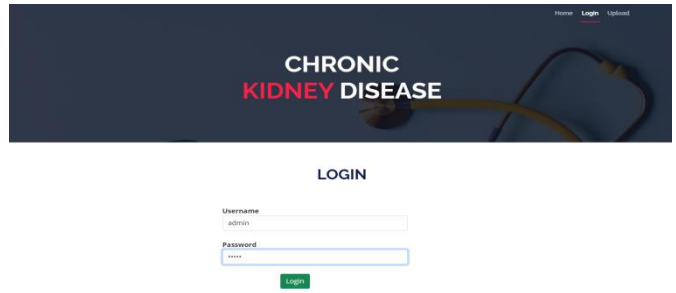 Home Login Upload
CHRONIC
KIDNEY DISEASE
LOGIN
Username
admin
Password
•••••
Login